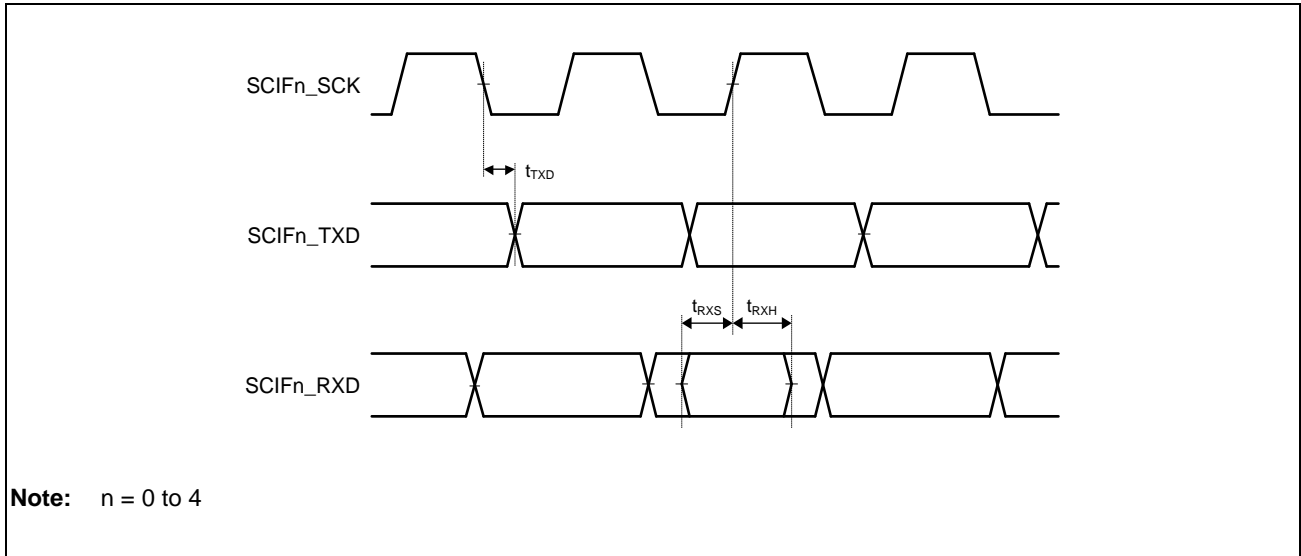 SCIFn_SCK
tTXD
SCIFn_TXD
tRXS tRXH
SCIFn_RXD
Note: n = 0 to 4